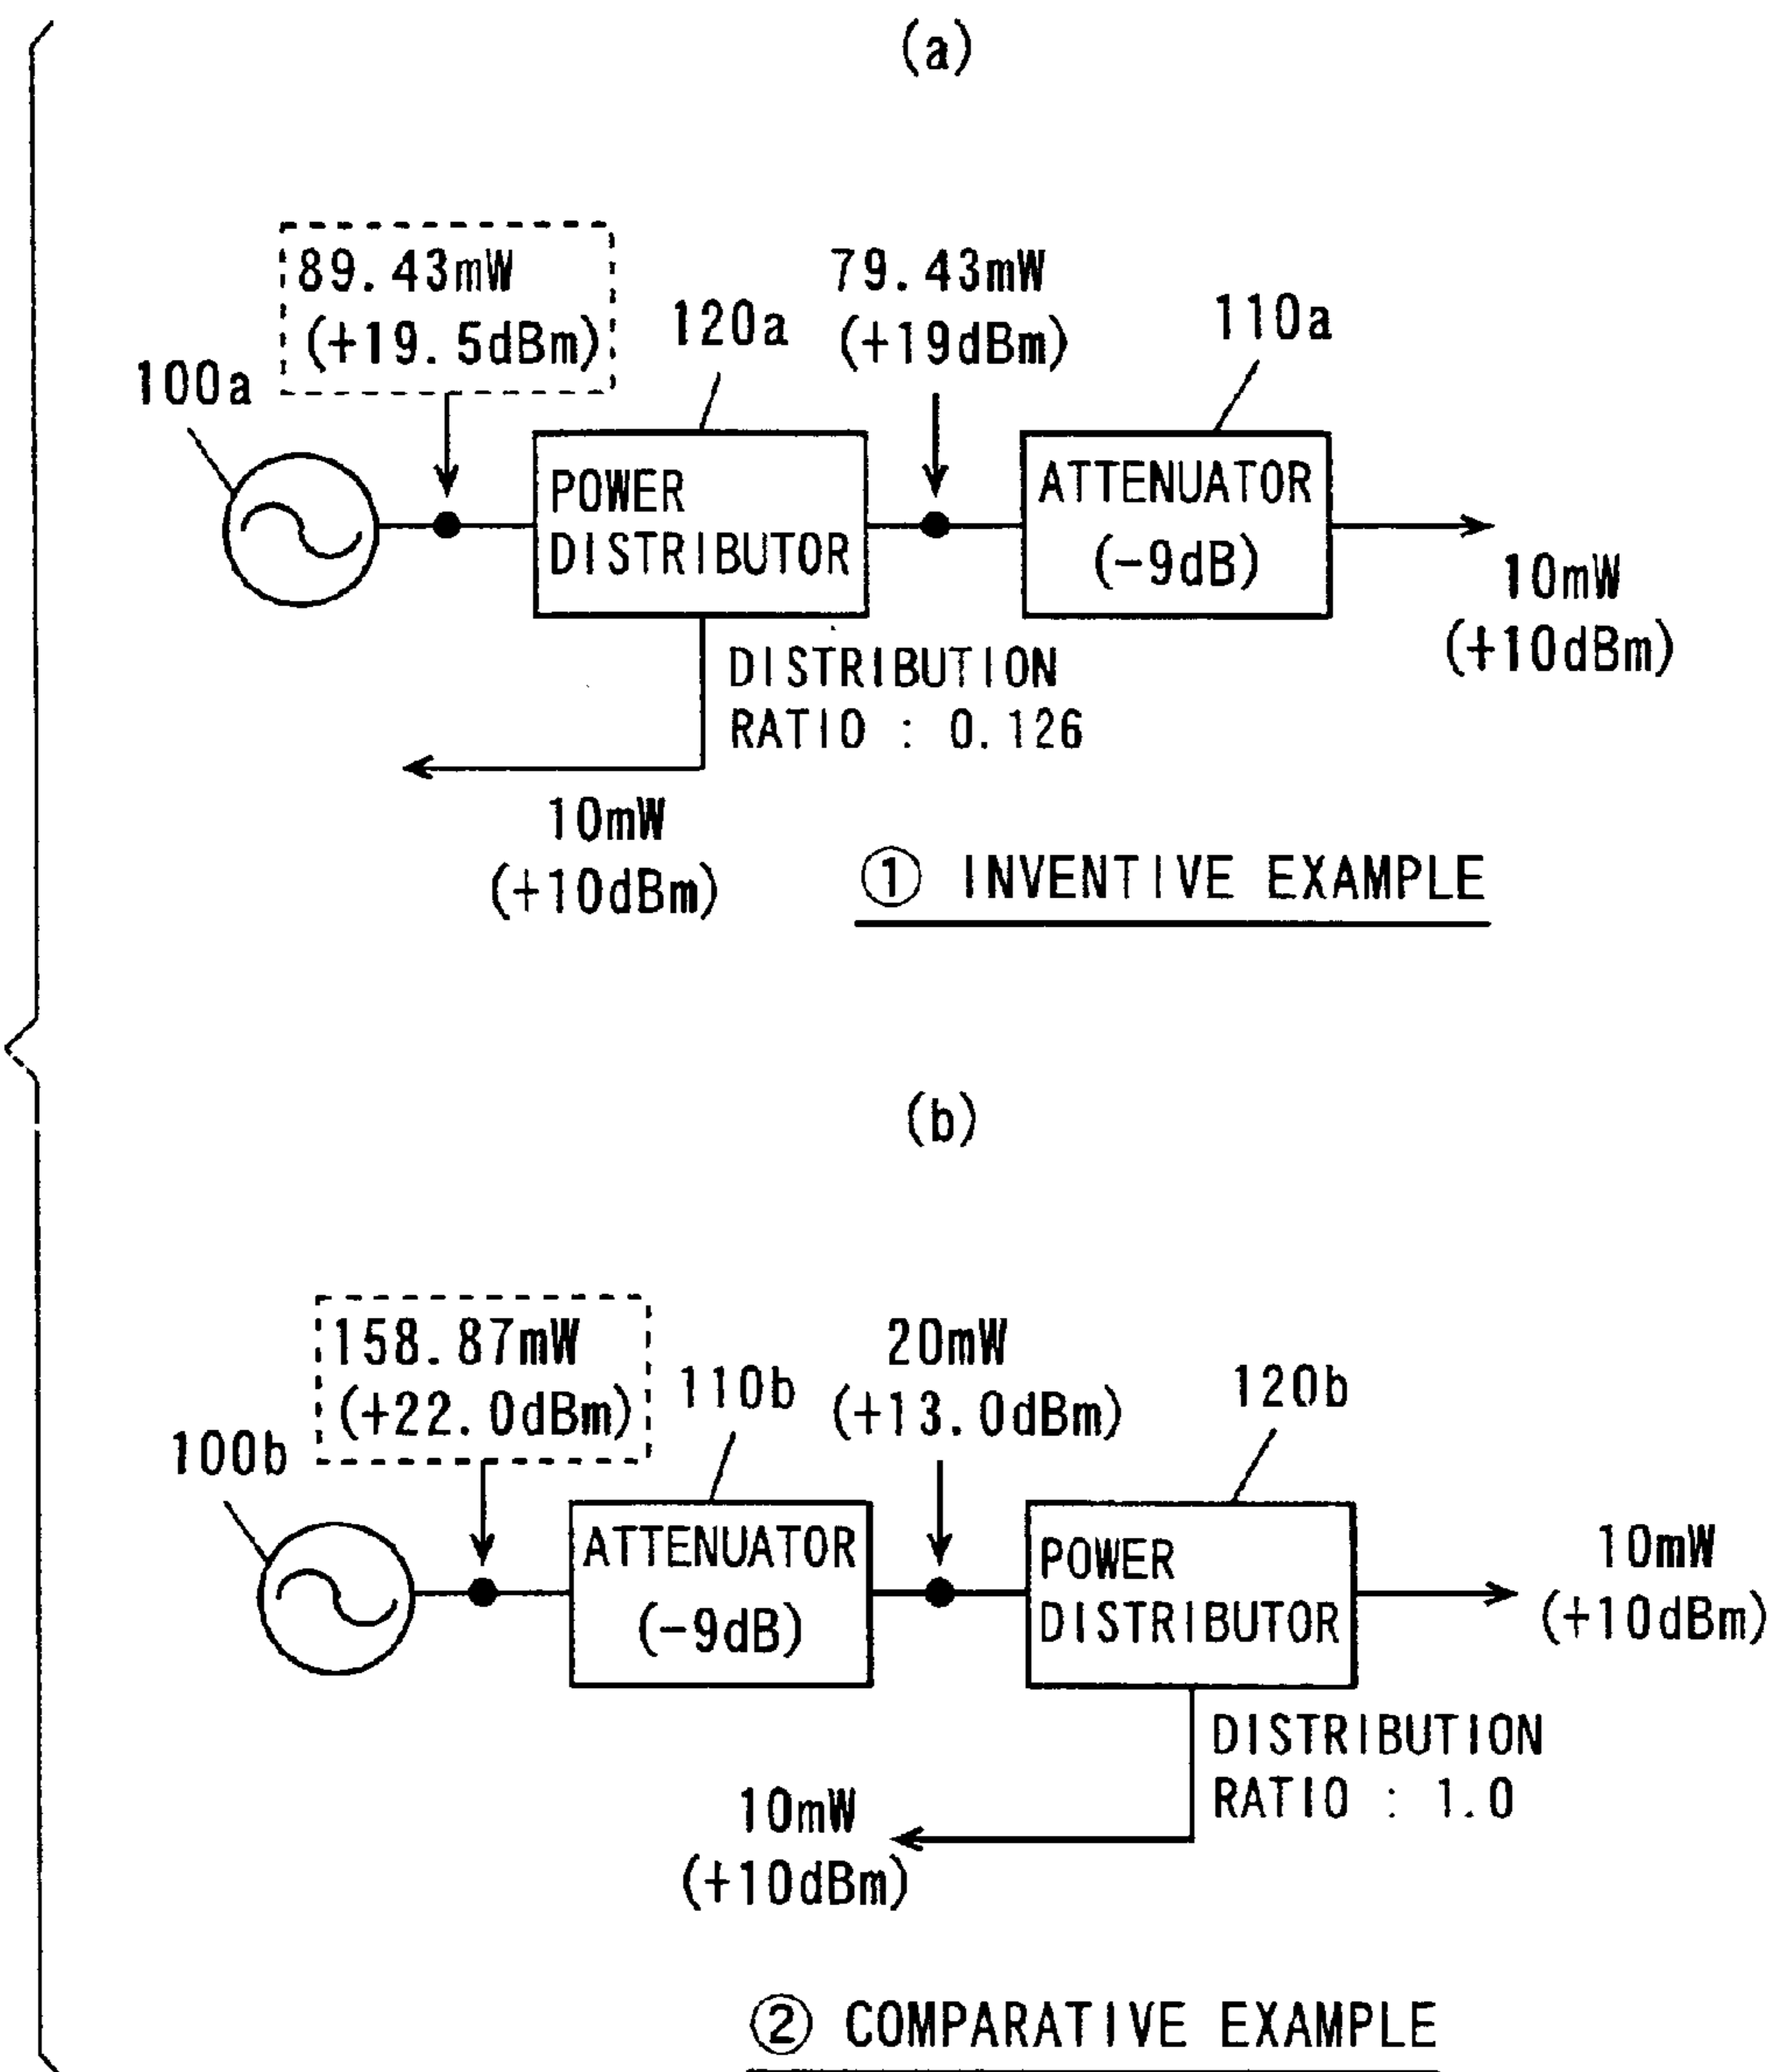 (a)
89.43mW
(+19.5dBm)
79.43mW
(+19dBm)
100a
120a
110a
POWER
DISTRIBUTOR
ATTENUATOR
(-9dB)
10mW
(+10dBm)
DISTRIBUTION
RATIO : 0.126
10mW
(+10dBm)
① INVENTIVE EXAMPLE
(b)
158.87mW
(+22.0dBm)
20mW
(+13.0dBm)
100b
110b
120b
ATTENUATOR
(-9dB)
POWER
DISTRIBUTOR
10mW
(+10dBm)
DISTRIBUTION
RATIO : 1.0
10mW
(+10dBm)
② COMPARATIVE EXAMPLE